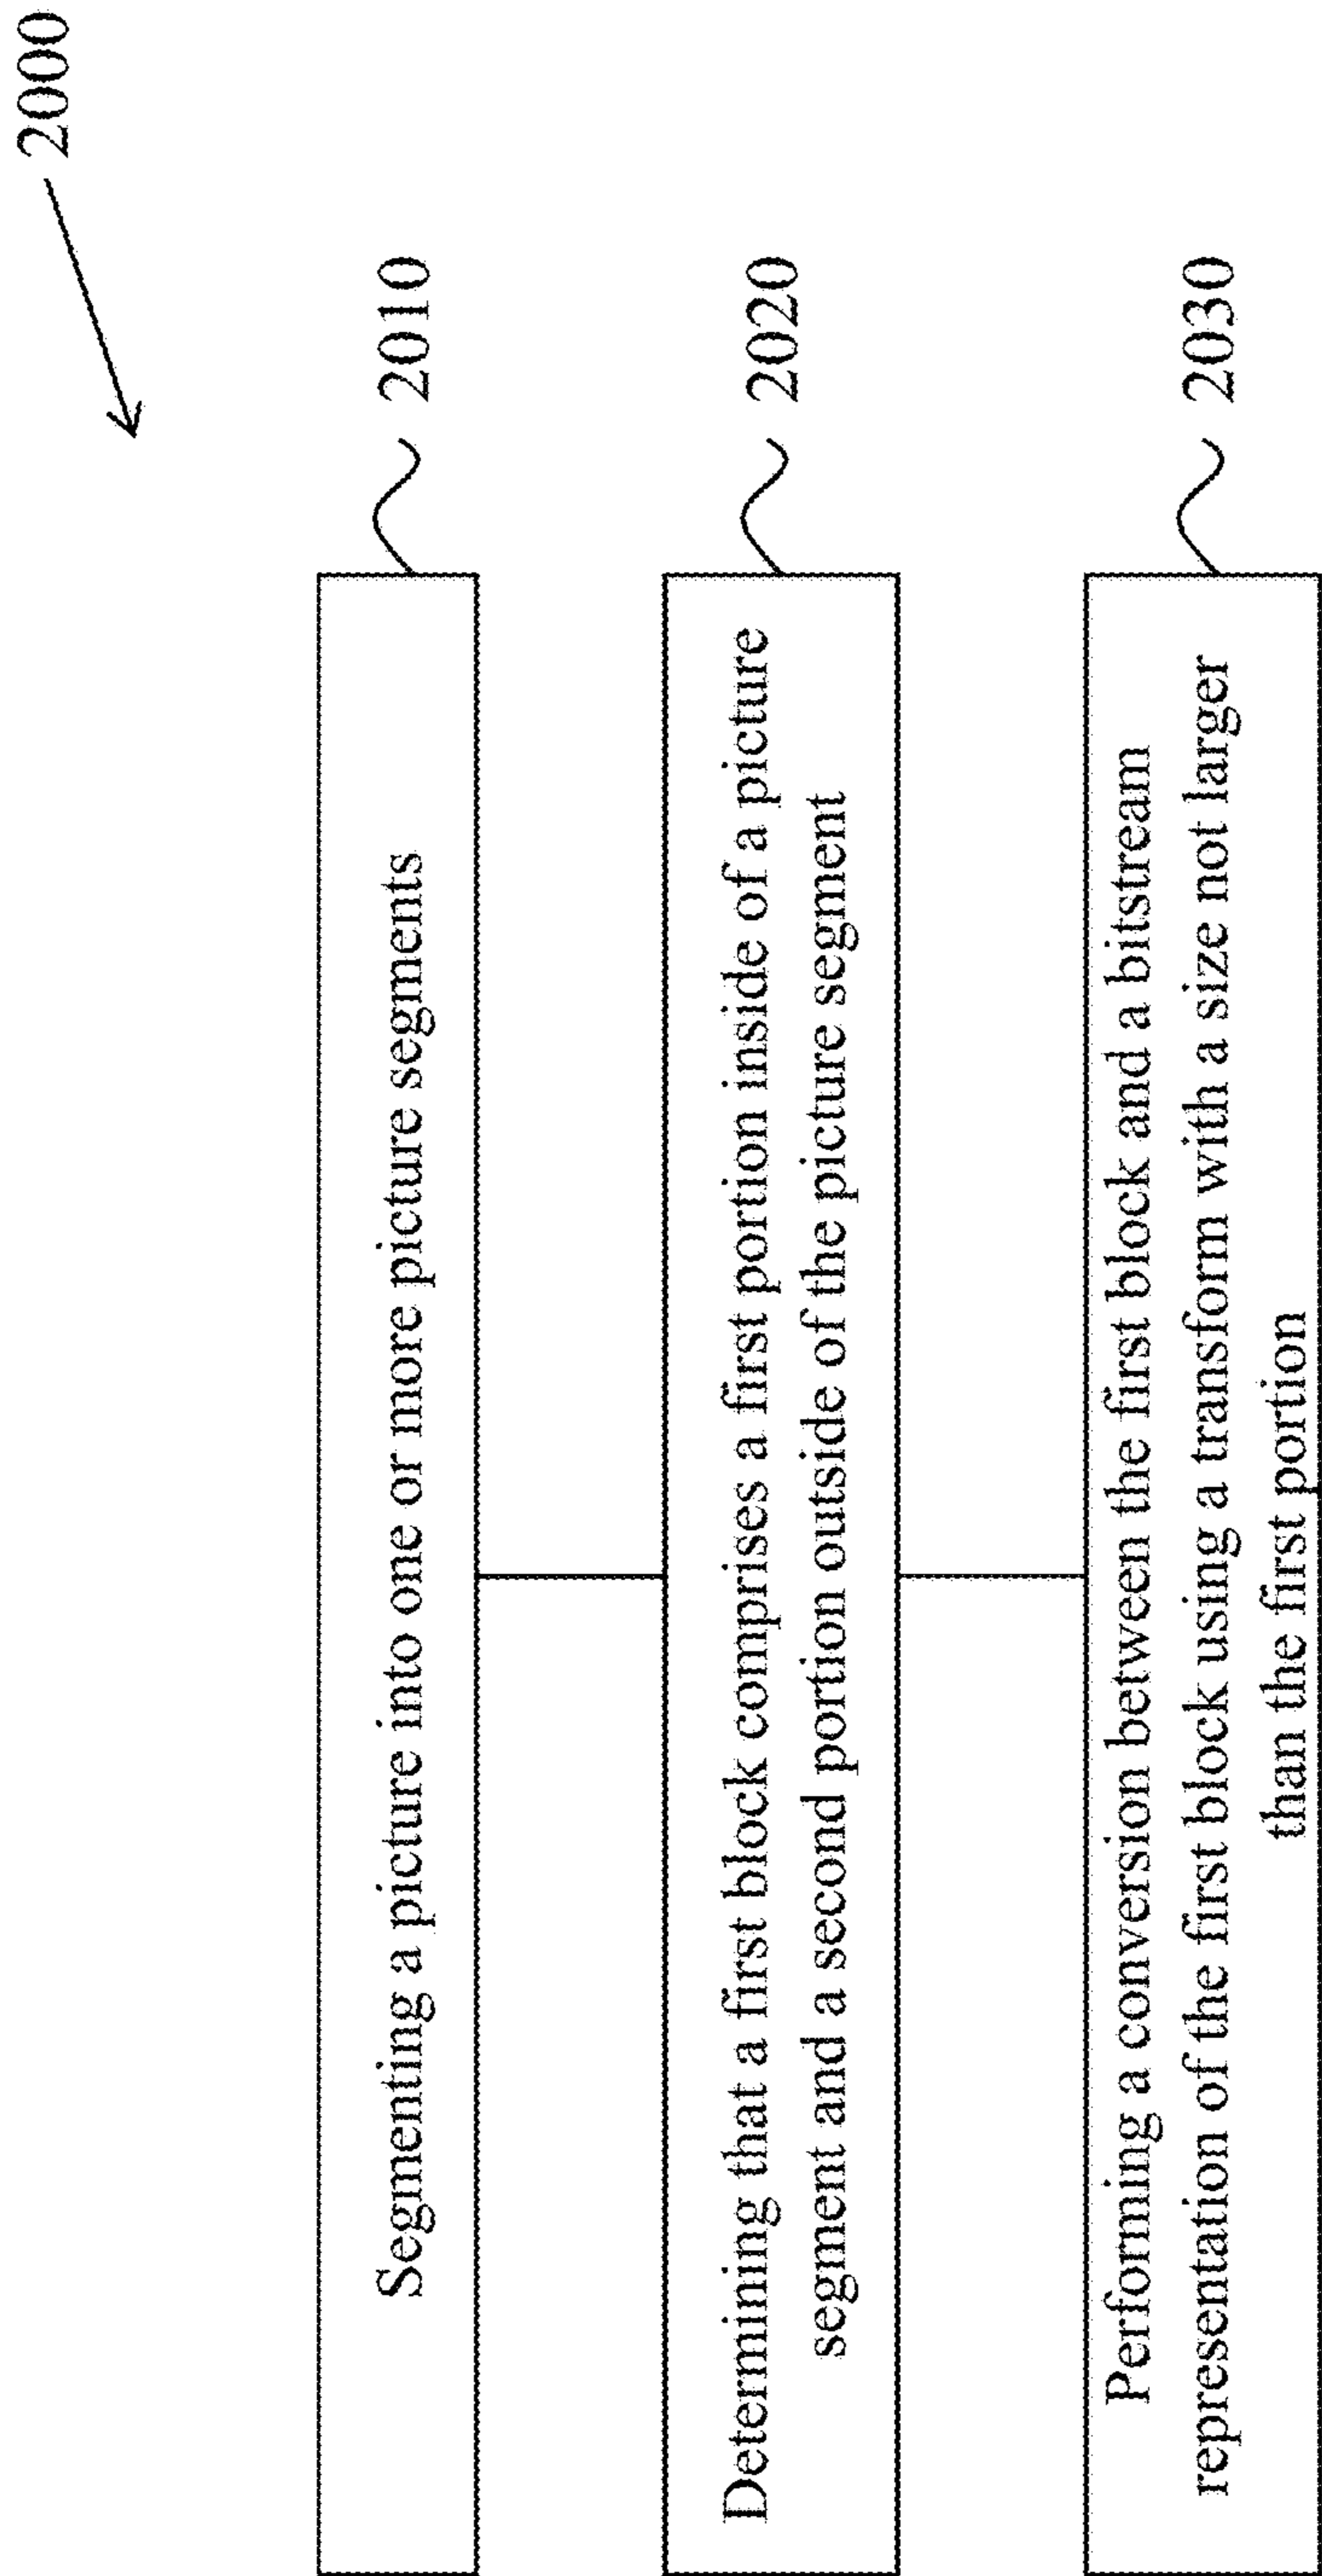 2000
Segmenting a picture into one or more picture segments
2010
Determining that a first block comprises a first portion inside of a picture
segment and a second portion outside of the picture segment
2020
Performing a conversion between the first block and a bitstream
representation of the first block using a transform with a size not larger
than the first portion
2030